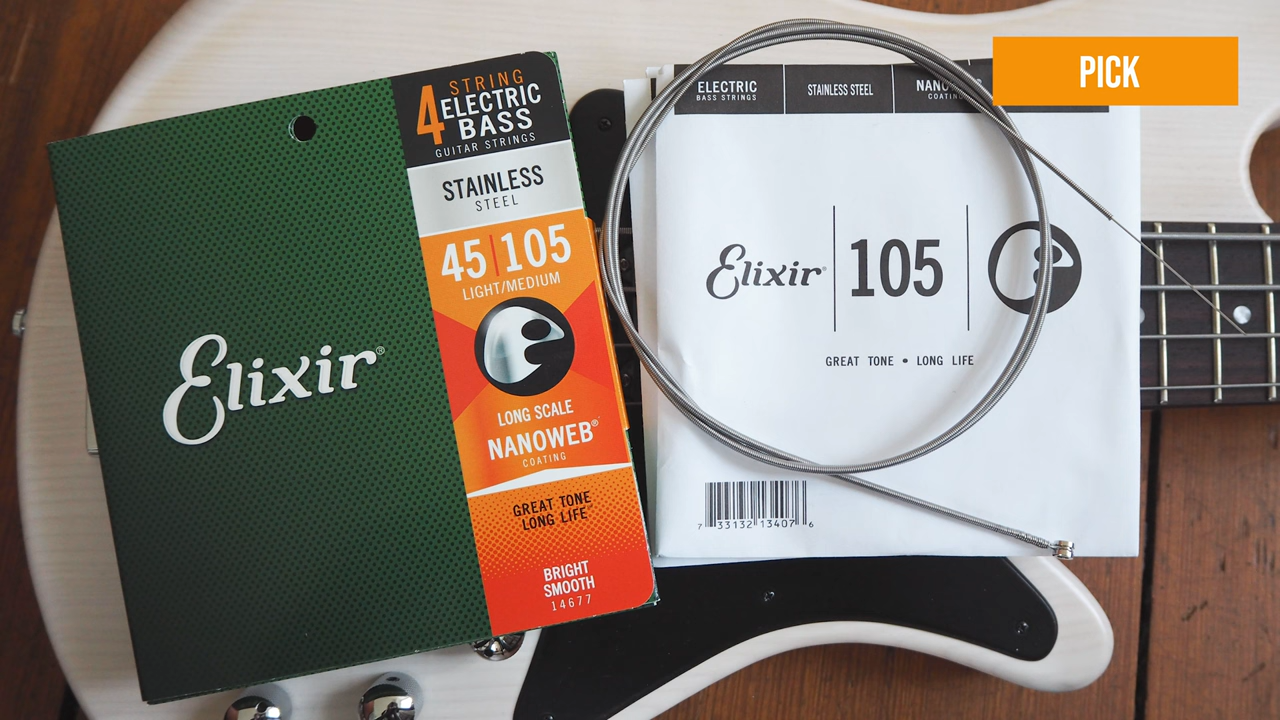 PICK
4 STRING
ELECTRIC
BASS
GUITAR STRINGS
STAINLESS
STEEL
45|105
LIGHT/MEDIUM
LONG SCALE
NANOWEB®
COATING
GREAT TONE
LONG LIFE
BRIGHT
SMOOTH
14677
Elixir®
ELECTRIC
BASS STRINGS
STAINLESS STEEL
Elixir®
105
GREAT TONE • LONG LIFE
7 33132 13407 6